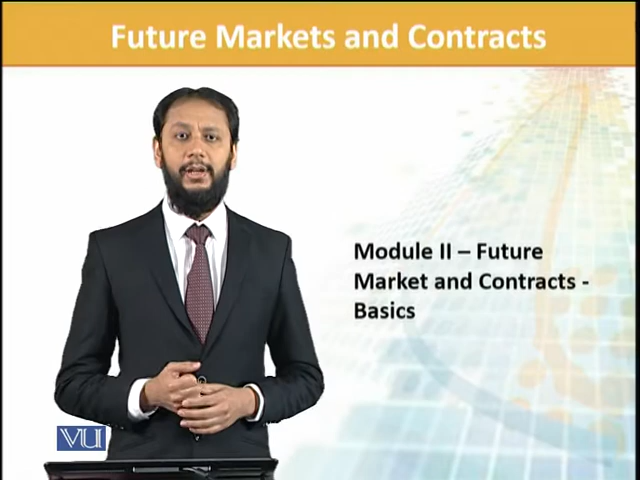 Future Markets and Contracts
Module II – Future
Market and Contracts -
Basics
VU